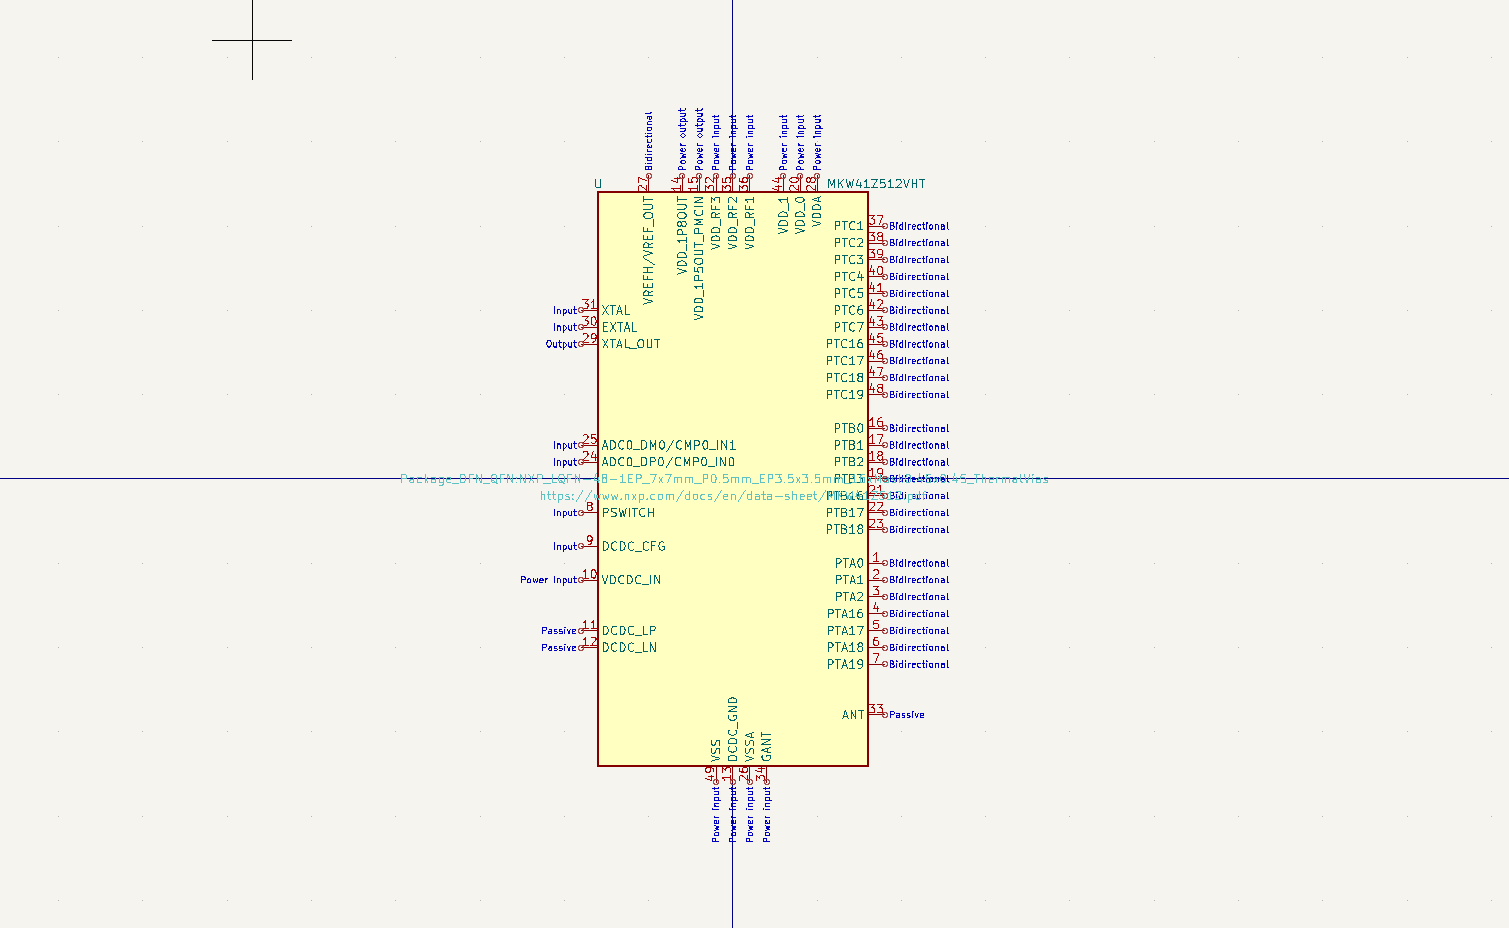 Bidirectional
Power output
Power output
Power input
Power input
Power input
Power input
Power input
Power input
27
14
15
32
35
36
44
20
28
U
MKW41Z512VHT
VREFH/VREF_OUT
VDD_1P8OUT
VDD_1P5OUT_PMCIN
VDD_RF3
VDD_RF2
VDD_RF1
VDD_1
VDD_0
VDDA
PTC1 37 Bidirectional
PTC2 38 Bidirectional
PTC3 39 Bidirectional
PTC4 40 Bidirectional
PTC5 41 Bidirectional
Input 31 XTAL
PTC6 42 Bidirectional
Input 30 EXTAL
PTC7 43 Bidirectional
Output 29 XTAL_OUT
PTC16 45 Bidirectional
PTC17 46 Bidirectional
PTC18 47 Bidirectional
PTC19 48 Bidirectional
PTB0 16 Bidirectional
Input 25 ADC0_DM0/CMP0_IN1
PTB1 17 Bidirectional
Input 24 ADC0_DP0/CMP0_IN0
PTB2 18 Bidirectional
Package_DFN_QFN:NXP_LQFN-48-1EP_7x7mm_P0.5mm_EP3.5x3.5mm
PTB3 19 Bidirectional
https://www.nxp.com/docs/en/data-sheet/
PTB16 21 Bidirectional
Input 8 PSWITCH
PTB17 22 Bidirectional
PTB18 23 Bidirectional
Input 9 DCDC_CFG
PTA0 1 Bidirectional
Power input 10 VDCDC_IN
PTA1 2 Bidirectional
PTA2 3 Bidirectional
PTA16 4 Bidirectional
Passive 11 DCDC_LP
PTA17 5 Bidirectional
Passive 12 DCDC_LN
PTA18 6 Bidirectional
PTA19 7 Bidirectional
ANT 33 Passive
VSS
DCDC_GND
VSSA
GANT
49
13
26
34
Power input
Power input
Power input
Power input